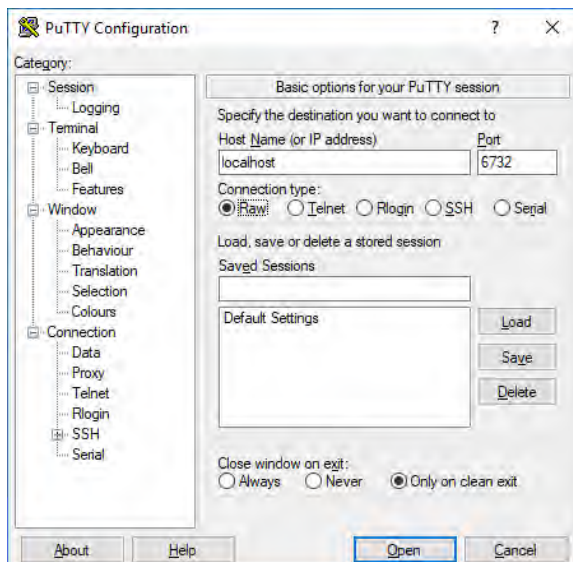 PuTTY Configuration
?
Category:
Session
Logging
Terminal
Keyboard
Bell
Features
Window
Appearance
Behaviour
Translation
Selection
Colours
Connection
Data
Proxy
Telnet
Rlogin
SSH
Serial
Basic options for your PuTTY session
Specify the destination you want to connect to
Host Name (or IP address) Port
localhost 6732
Connection type:
Raw Telnet Rlogin SSH Serial
Load, save or delete a stored session
Saved Sessions
Default Settings
Load
Save
Delete
Close window on exit:
Always Never Only on clean exit
About Help Open Cancel